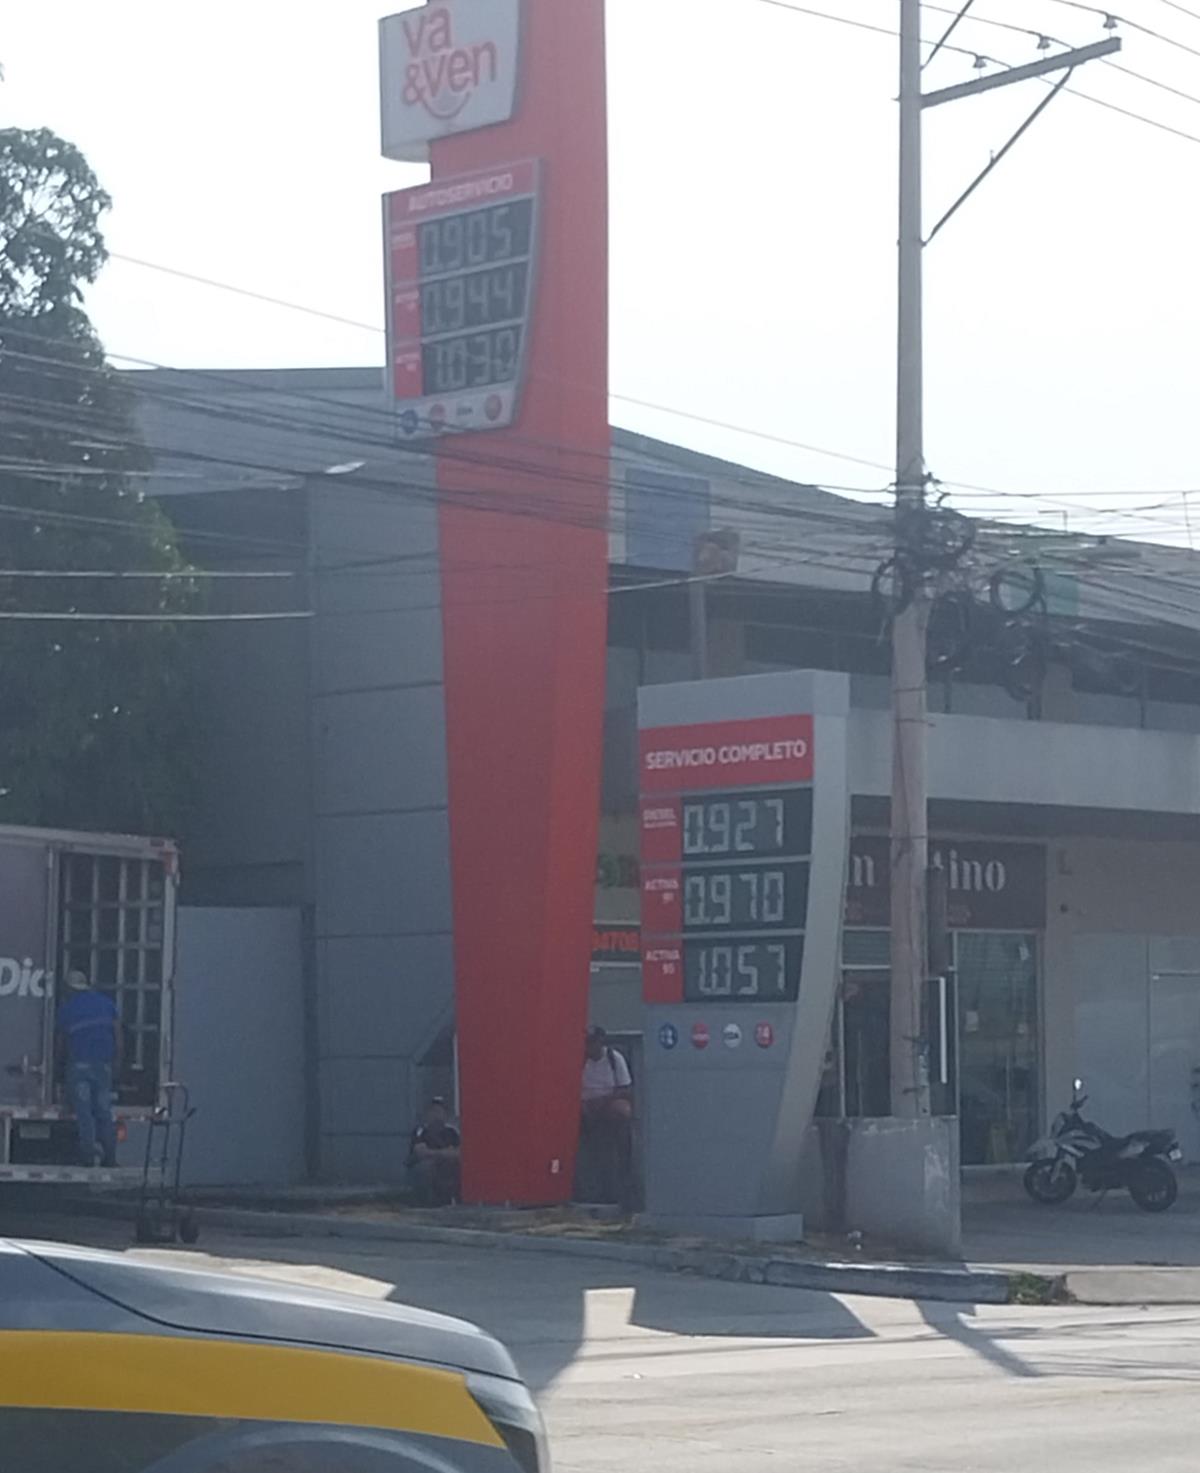 va
&ven
AUTOSERVICIO
0.905
0.944
1.030
SERVICIO COMPLETO
DIESEL
0.927
ACTIVA
91
0.970
ACTIVA
95
1.057
Dic
tino